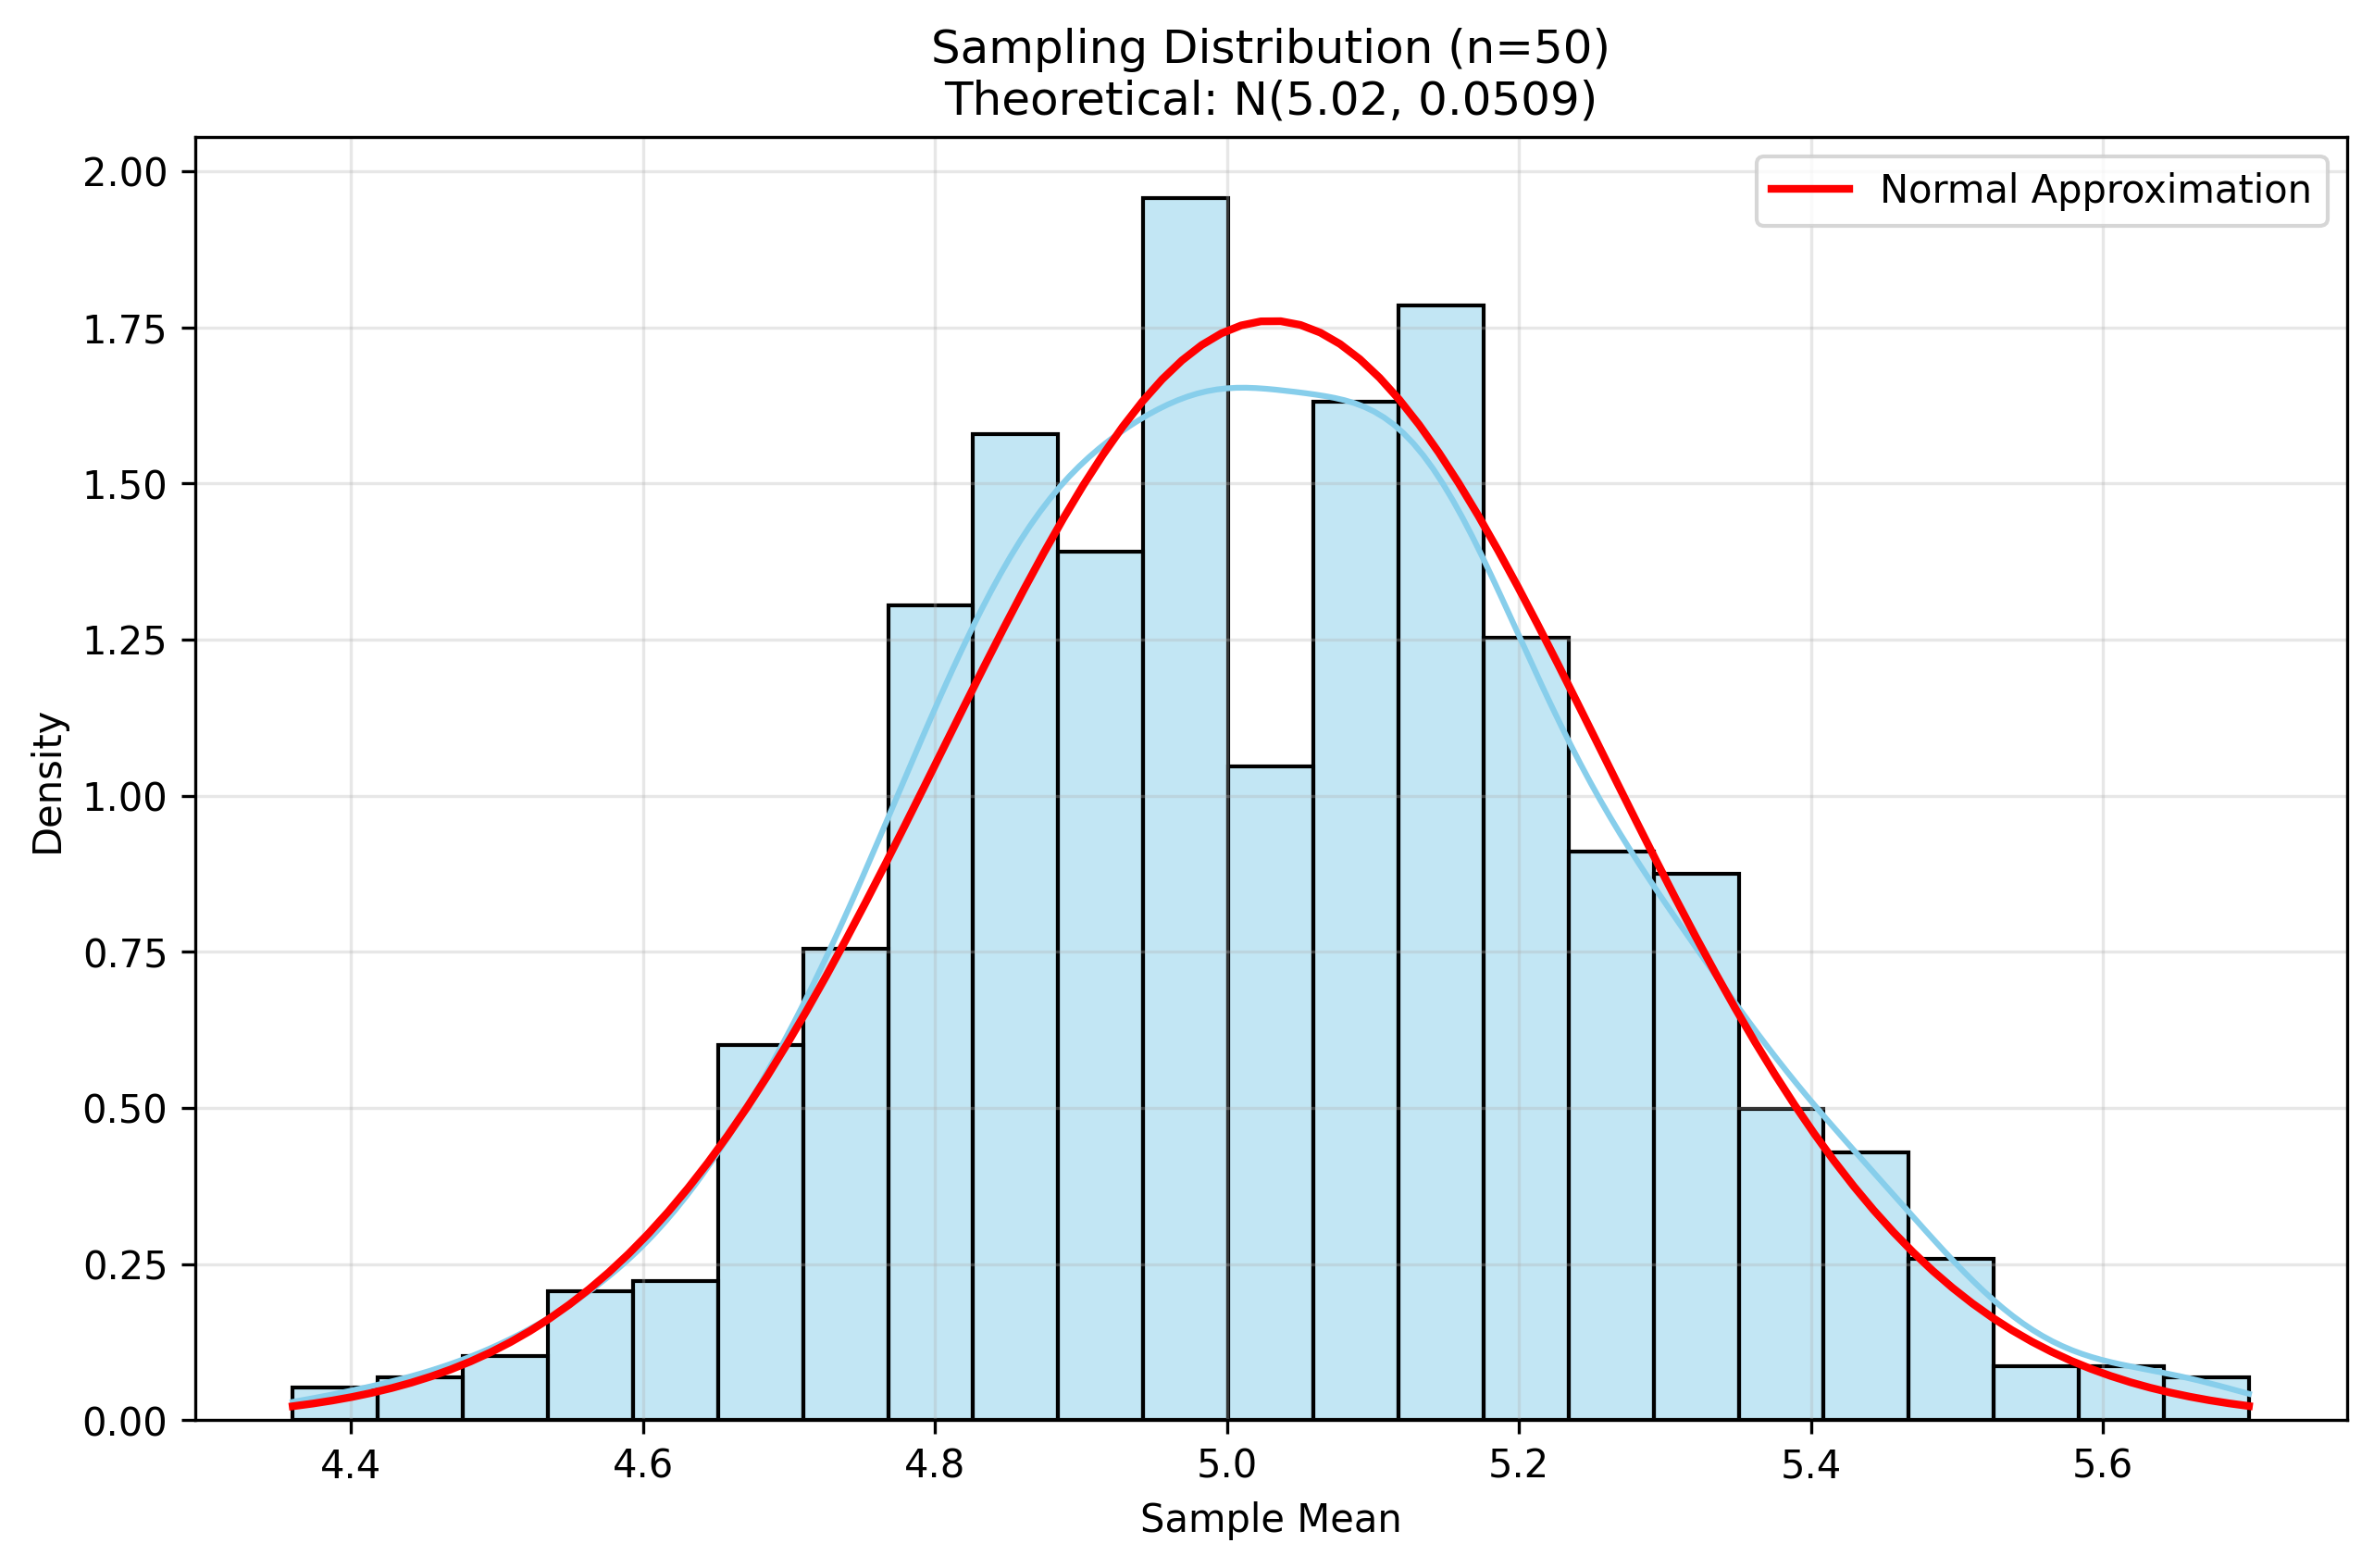 Sampling Distribution (n=50)
Theoretical: N(5.02, 0.0509)
Normal Approximation
2.00
1.75
1.50
1.25
1.00
0.75
0.50
0.25
0.00
Density
4.4 4.6 4.8 5.0 5.2 5.4 5.6
Sample Mean